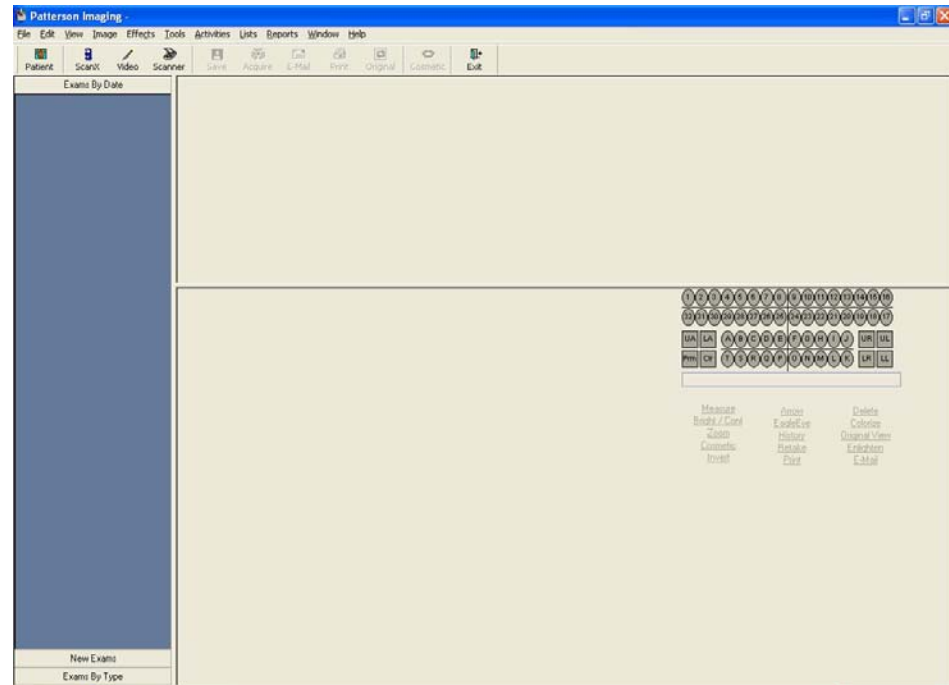 Patterson Imaging -
File Edit View Image Effects Tools Activities Lists Reports Window Help
Patient ScanX Video Scanner Save Acquire E-Mail Print Original Cosmetic Exit
Exams By Date
1 2 3 4 5 6 7 8 9 10 11 12 13 14 15 16
32 31 30 29 28 27 26 25 24 23 22 21 20 19 18 17
UA LA A B C D E F G H I J UR UL
Prm Clr T S R Q P O N M L K LR LL
Measure Arrow Delete
Bright / Cont EagleEye Colorize
Zoom History Original View
Cosmetic Retake Enlighten
Invert Print E-Mail
New Exams
Exams By Type